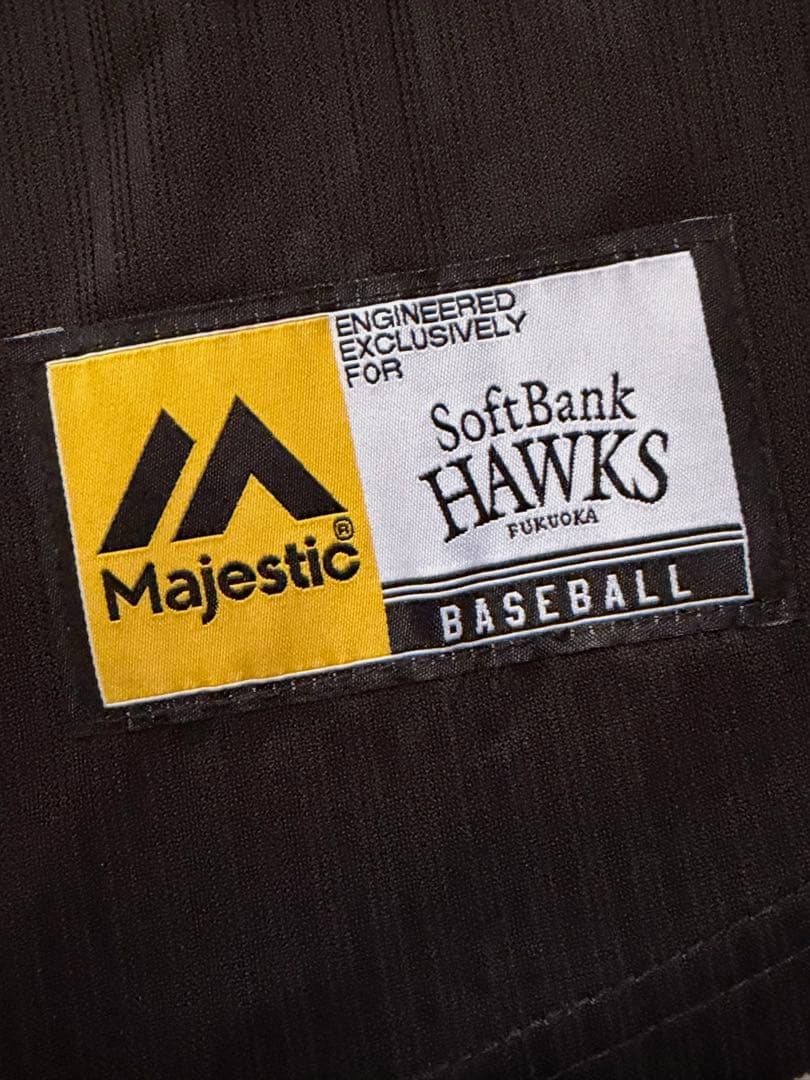 Majestic®
ENGINEERED
EXCLUSIVELY
FOR
SoftBank
HAWKS
FUKUOKA
BASEBALL